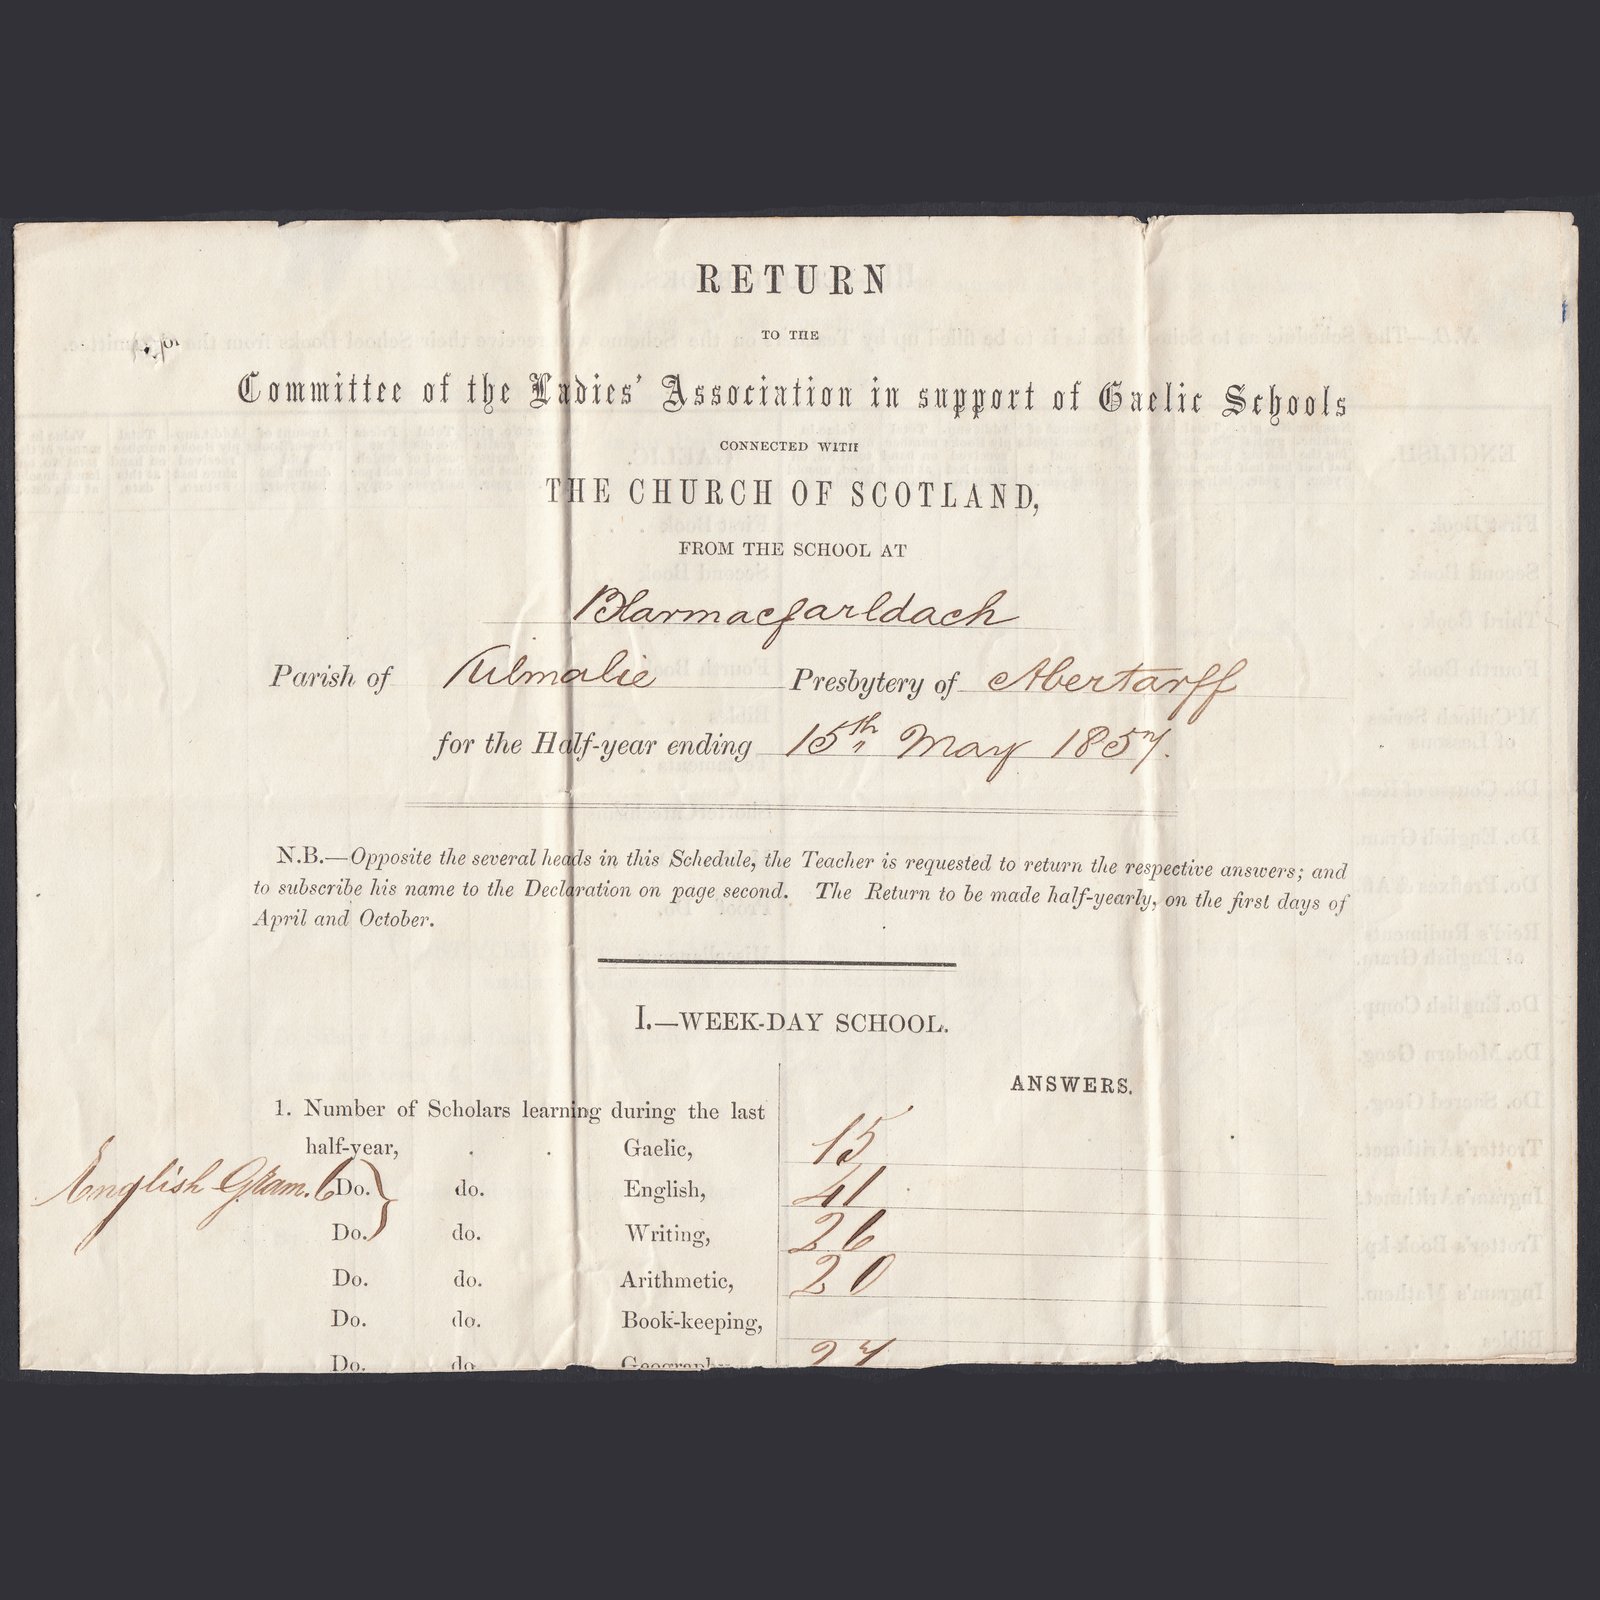 RETURN
TO THE
Committee of the Ladies' Association in support of Gaelic Schools
CONNECTED WITH
THE CHURCH OF SCOTLAND,
FROM THE SCHOOL AT
Blarmacfarldach
Parish of Kilmalie Presbytery of Abertarff
for the Half-year ending 15th May 1857.
N.B.—Opposite the several heads in this Schedule, the Teacher is requested to return the respective answers; and
to subscribe his name to the Declaration on page second. The Return to be made half-yearly, on the first days of
April and October.
I.—WEEK-DAY SCHOOL.
ANSWERS.
1. Number of Scholars learning during the last
half-year, . . Gaelic, 15
English Gram. 6 Do. do. English, 41
Do. do. Writing, 26
Do. do. Arithmetic, 20
Do. do. Book-keeping,
Do. do. Geography 27